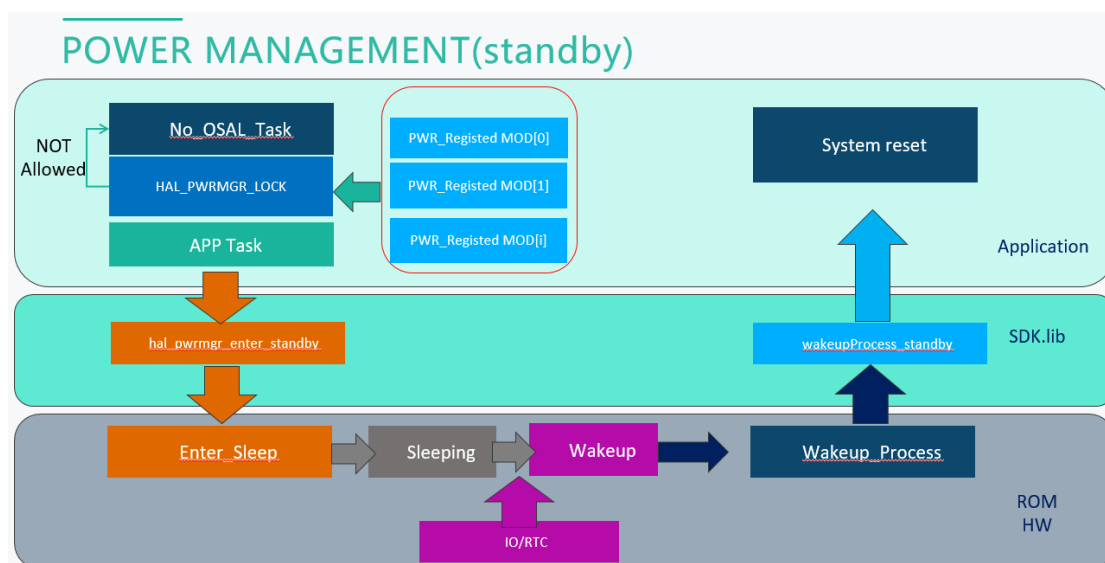 POWER MANAGEMENT(standby)
No_OSAL_Task
NOT
Allowed
HAL_PWRMGR_LOCK
APP Task
PWR_Registed MOD[0]
PWR_Registed MOD[1]
PWR_Registed MOD[i]
System reset
Application
hal_pwrmgr_enter_standby
wakeupProcess_standby
SDK.lib
Enter_Sleep
Sleeping
Wakeup
Wakeup_Process
IO/RTC
ROM
HW